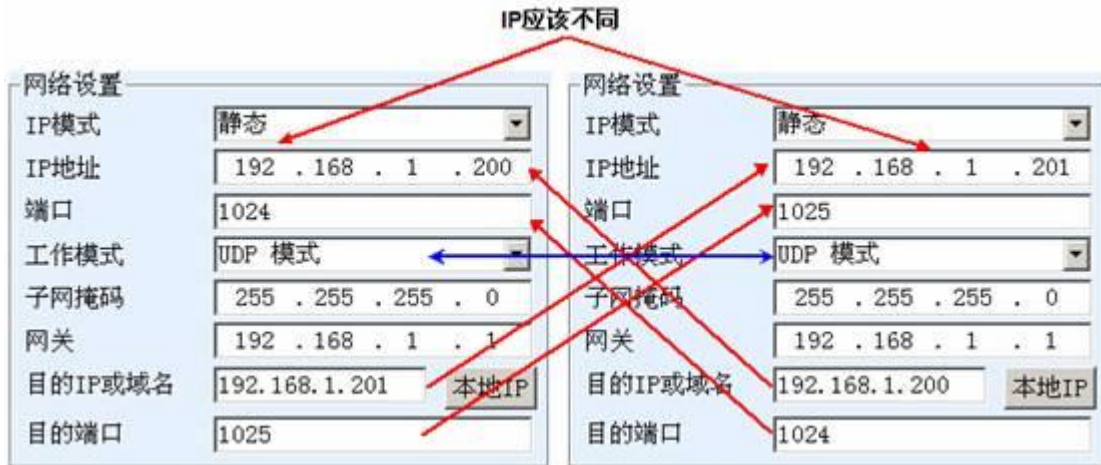 IP应该不同
网络设置
IP模式 静态
IP地址 192 . 168 . 1 . 200
端口 1024
工作模式 UDP 模式
子网掩码 255 . 255 . 255 . 0
网关 192 . 168 . 1 . 1
目的IP或域名 192.168.1.201 本地IP
目的端口 1025
网络设置
IP模式 静态
IP地址 192 . 168 . 1 . 201
端口 1025
工作模式 UDP 模式
子网掩码 255 . 255 . 255 . 0
网关 192 . 168 . 1 . 1
目的IP或域名 192.168.1.200 本地IP
目的端口 1024